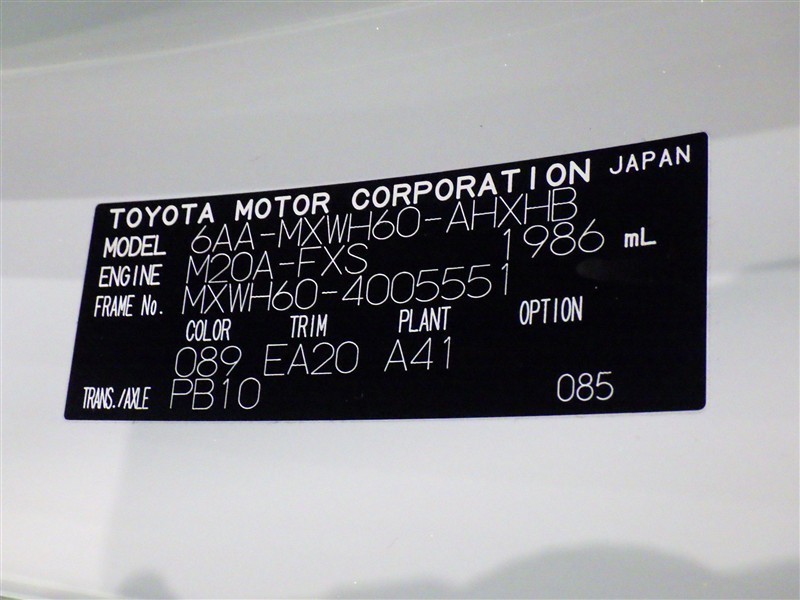 TOYOTA MOTOR CORPORATION JAPAN
MODEL 6AA-MXWH60-AHXHB
ENGINE M20A-FXS 1986 mL
FRAME No. MXWH60-4005551
COLOR TRIM PLANT OPTION
089 EA20 A41
TRANS./AXLE PB10 085